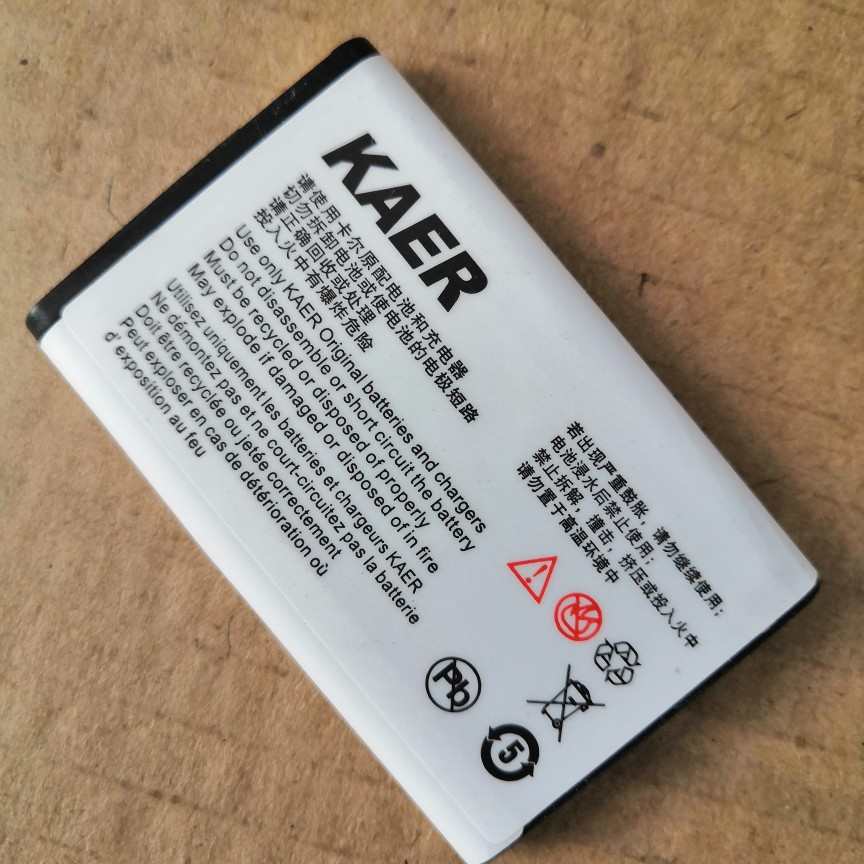 KAER
请使用卡尔原配电池和充电器
切勿拆卸电池或使电池的电极短路
请正确回收或处理
投入火中有爆炸危险
Use only KAER Original batteries and chargers
Do not disassemble or short circuit the battery
Must be recycled or disposed of properly
May explode if damaged or disposed of in fire
Utilisez uniquement les batteries et chargeurs KAER
Ne démontez pas et ne court-circuitez pas la batterie
Doit être recyclée ou jetée correctement
Peut exploser en cas de détérioration où
d'exposition au feu
若出现严重鼓胀，请勿继续使用；
电池浸水后禁止使用；
禁止拆解，撞击，挤压或投入火中
请勿置于高温环境中
Pb
5